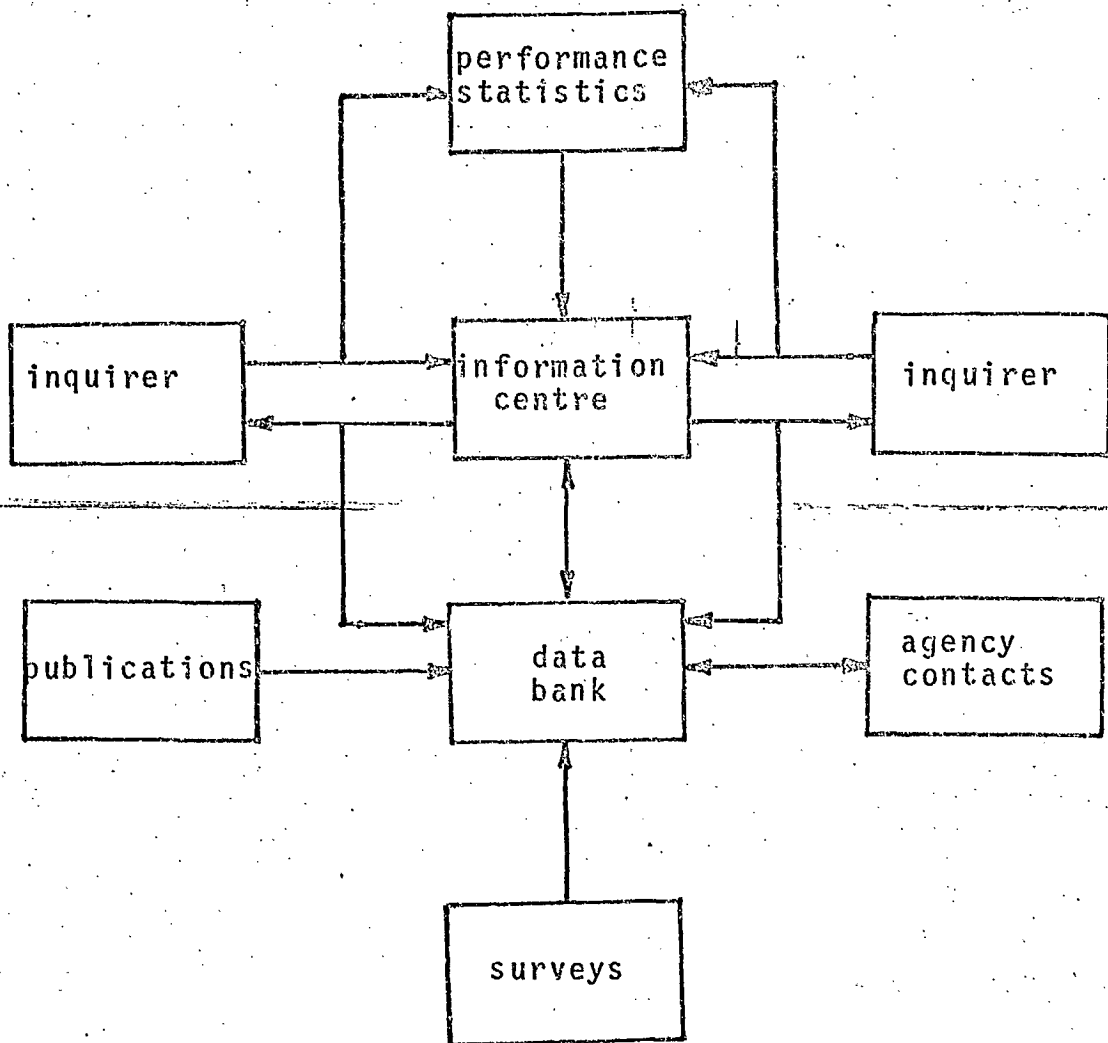 performance
statistics
inquirer
information
centre
inquirer
publications
data
bank
agency
contacts
surveys